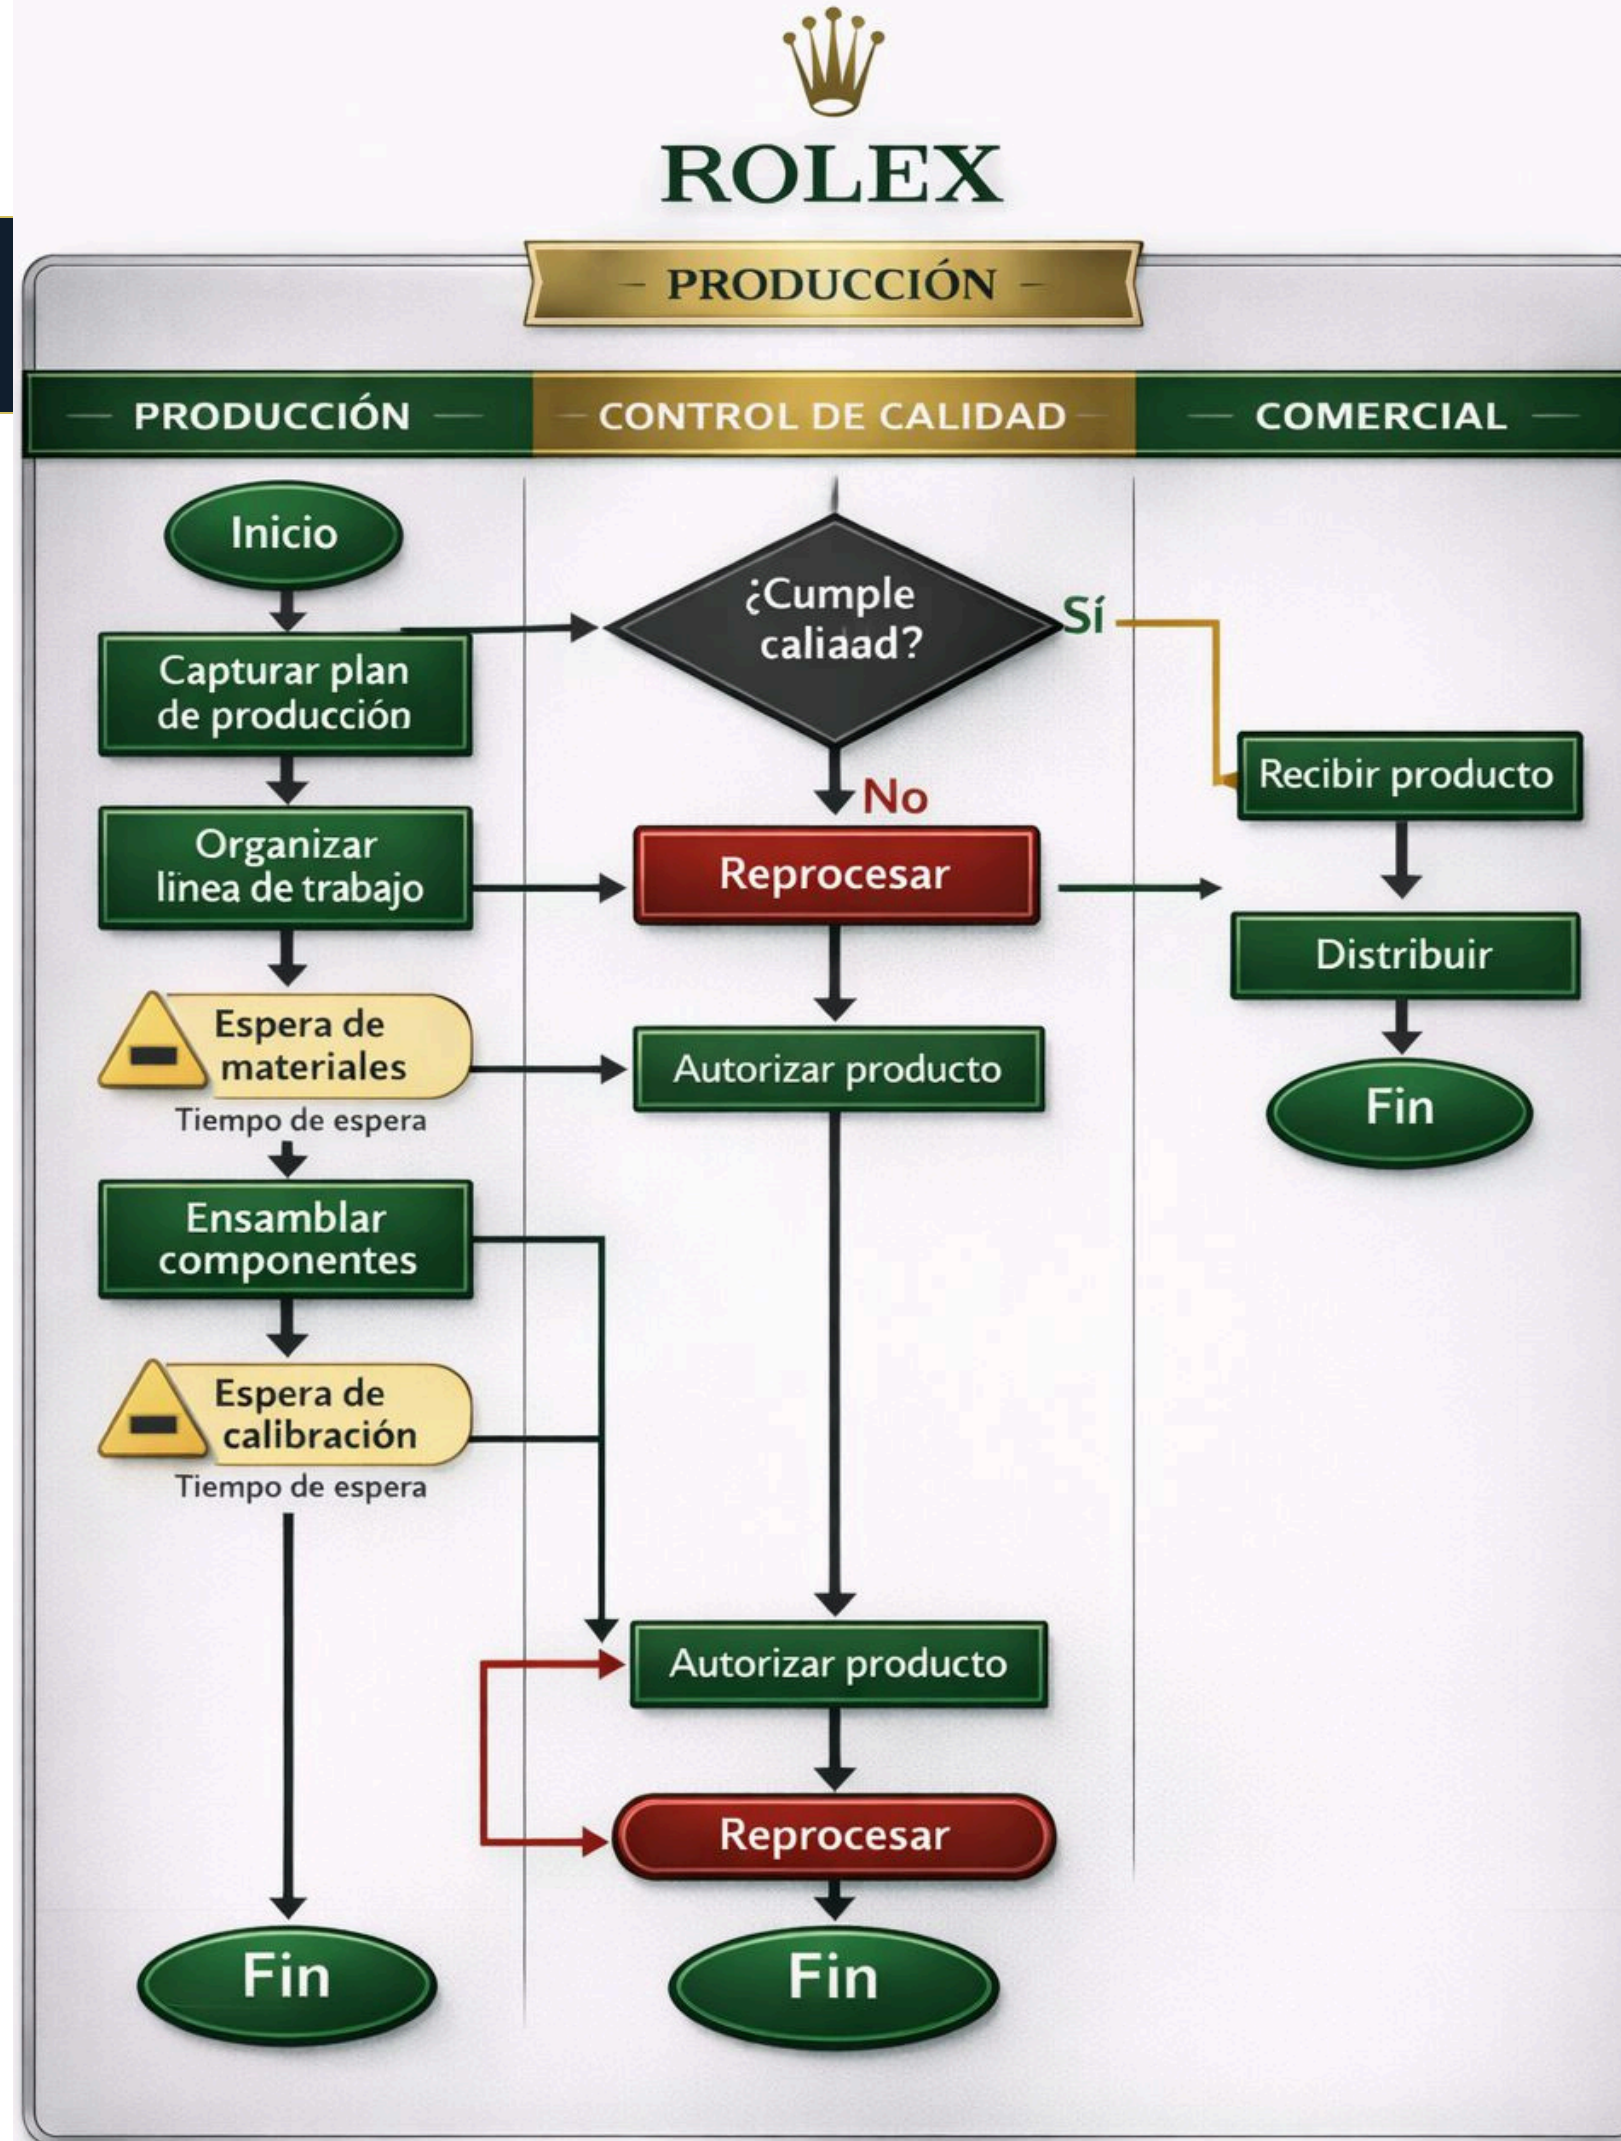 ROLEX
PRODUCCIÓN
PRODUCCIÓN
CONTROL DE CALIDAD
COMERCIAL
Inicio
Capturar plan
de producción
Organizar
linea de trabajo
Espera de
materiales
Tiempo de espera
Ensamblar
componentes
Espera de
calibración
Tiempo de espera
Fin
¿Cumple
caliaad?
Sí
No
Reprocesar
Autorizar producto
Autorizar producto
Reprocesar
Fin
Recibir producto
Distribuir
Fin